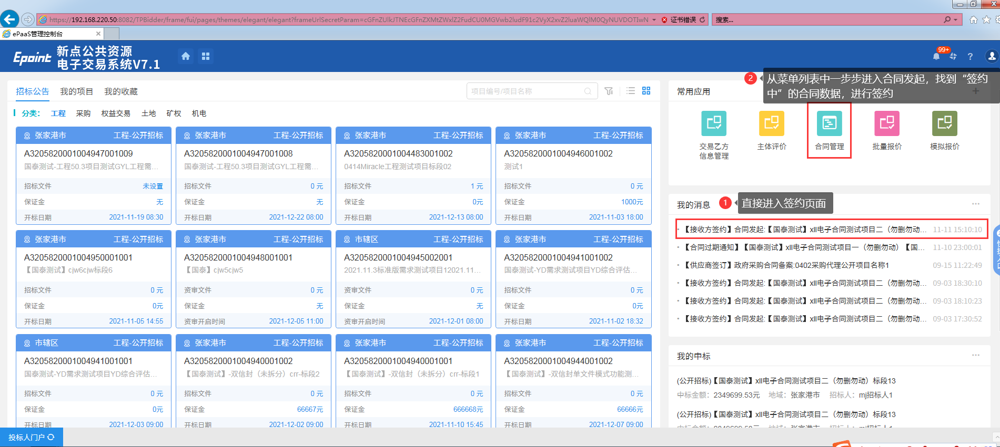 https://192.168.220.50:8082/TPBidder/frame/fui/pages/themes/elegant/elegant?frameUrlSecretParam=
证书错误
搜索...
ePaaS管理控制台
Epoint 新点公共资源
电子交易系统V7.1
99+
?
招标公告 我的项目 我的收藏
项目编号/项目名称
分类： 工程 采购 权益交易 土地 矿权 机电
张家港市 工程-公开招标
A3205820001004947001009
国泰测试-工程50.3项目测试GYL工程需...
招标文件 未设置
保证金 无
开标日期 2021-11-19 08:30
张家港市 工程-公开招标
A3205820001004947001008
国泰测试-工程50.3项目测试GYL工程需...
招标文件 0 元
保证金 无
开标日期 2021-12-22 08:00
张家港市 工程-公开招标
A3205820001004483001002
0414Miracle工程测试项目标段02
招标文件 1 元
保证金 0元
开标日期 2021-12-13 08:00
张家港市 工程-公开招标
A3205820001004946001002
测试1
招标文件 0 元
保证金 1000元
开标日期 2021-11-03 18:00
张家港市 工程-公开招标
A3205820001004950001001
【国泰测试】cjw6cjw标段6
招标文件 0 元
保证金 0元
开标日期 2021-11-05 14:55
张家港市 工程-公开招标
A3205820001004948001001
【国泰】cjw5cjw5
资审文件 0 元
保证金 无
资审开启时间 2021-12-05 11:00
市辖区 工程-公开招标
A3205820001004945002001
2021.11.3标准版需求测试项目12021.11...
资审文件 0 元
保证金 无
资审开启时间 2021-12-01 08:00
张家港市 工程-公开招标
A3205820001004941001002
国泰测试-YD需求测试项目YD综合评估...
招标文件 0 元
保证金 0元
开标日期 2021-11-02 18:32
市辖区 工程-公开招标
A3205820001004941001001
国泰测试-YD需求测试项目YD综合评估...
招标文件 0 元
保证金 0元
开标日期 2021-12-03 09:00
张家港市 工程-公开招标
A3205820001004940001002
【国泰测试】-双信封（未拆分）crr-标段2
招标文件 0 元
保证金 66667元
开标日期 2021-12-02 09:00
张家港市 工程-公开招标
A3205820001004940001001
【国泰测试】-双信封（未拆分）crr-标段1
招标文件 0 元
保证金 666668元
开标日期 2021-11-10 15:45
张家港市 工程-公开招标
A3205820001004944001002
【国泰测试】-双信封单文件模式功能测...
招标文件 0 元
保证金 66666元
开标日期 2021-12-07 09:00
常用应用
2 从菜单列表中一步步进入合同发起，找到“签约
中”的合同数据，进行签约
交易乙方
信息管理
主体评价
合同管理
批量报价
模拟报价
我的消息 1 直接进入签约页面
【接收方签约】合同发起:【国泰测试】xll电子合同测试项目二（勿删勿动... 11-11 15:10:10
【合同过期通知】【国泰测试】xll电子合同测试项目一（勿删勿动）【国... 11-10 23:00:01
【供应商签订】政府采购合同备案:0402采购代理公开项目名称1 09-15 11:22:49
【接收方签约】合同发起:【国泰测试】xll电子合同测试项目二（勿删勿动... 09-03 18:30:10
【接收方签约】合同发起:【国泰测试】xll电子合同测试项目二（勿删勿动... 09-03 18:10:23
【接收方签约】合同发起:【国泰测试】xll电子合同测试项目二（勿删勿动... 09-03 17:30:52
我的中标
(公开招标)【国泰测试】xll电子合同测试项目二（勿删勿动）标段13
中标金额：2349699.53元 地域：张家港市 招标人：mj招标人1
(公开招标)【国泰测试】xll电子合同测试项目二（勿删勿动）标段13
投标人门户